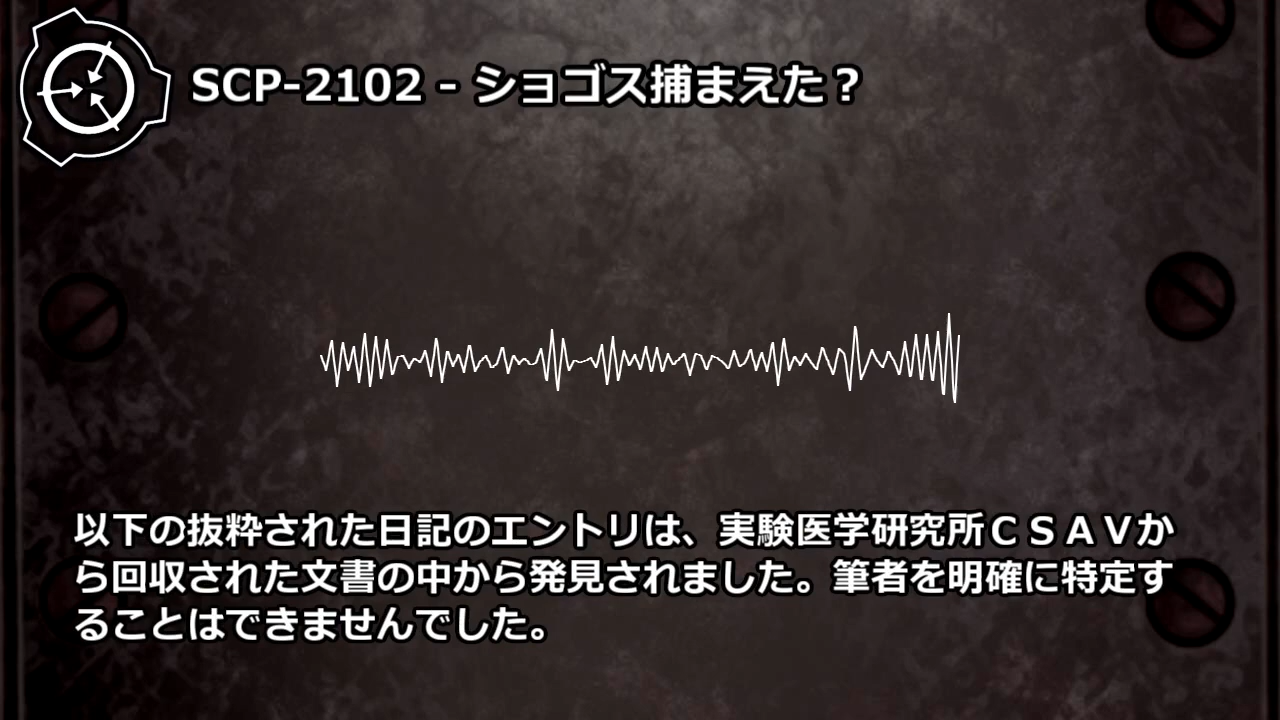 SCP-2102 - ショゴス捕まえた？
以下の抜粋された日記のエントリは、実験医学研究所ＣＳＡＶか
ら回収された文書の中から発見されました。筆者を明確に特定す
ることはできませんでした。